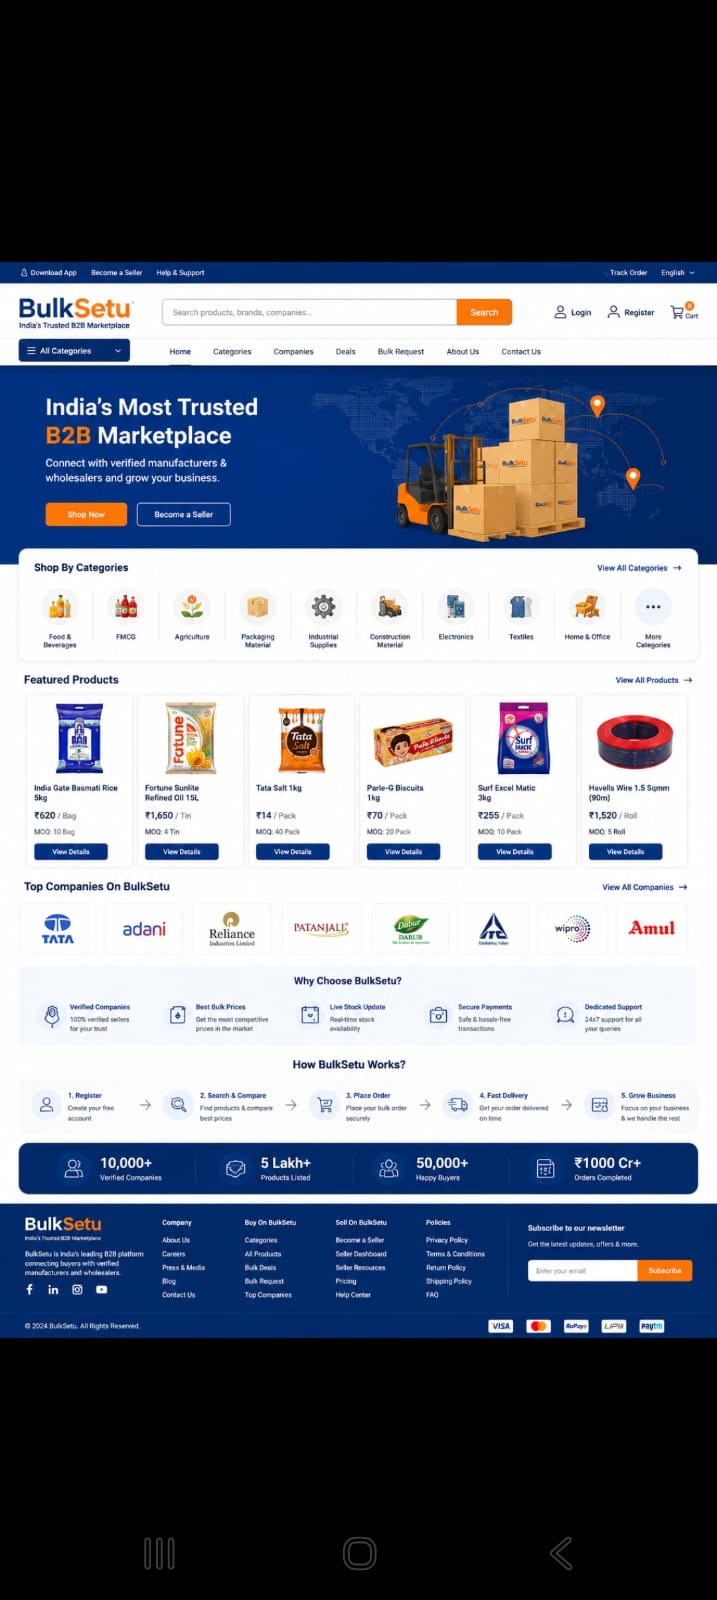 Download App Become a Seller Help & Support Track Order English
BulkSetu
India's Trusted B2B Marketplace
Search products, brands, companies...
Search
Login Register 0 Cart
All Categories
Home Categories Companies Deals Bulk Request About Us Contact Us
India's Most Trusted
B2B Marketplace
Connect with verified manufacturers &
wholesalers and grow your business.
Shop Now Become a Seller
BulkSetu BulkSetu
BulkSetu
BulkSetu
Shop By Categories View All Categories →
Food &
Beverages
FMCG
Agriculture
Packaging
Material
Industrial
Supplies
Construction
Material
Electronics
Textiles
Home & Office
More
Categories
Featured Products View All Products →
Fortune
Tata
Salt
Parle-G
Surf
India Gate Basmati Rice
5kg
₹620 / Bag
MOQ: 10 Bag
View Details
Fortune Sunlite
Refined Oil 15L
₹1,650 / Tin
MOQ: 4 Tin
View Details
Tata Salt 1kg
₹14 / Pack
MOQ: 40 Pack
View Details
Parle-G Biscuits
1kg
₹70 / Pack
MOQ: 20 Pack
View Details
Surf Excel Matic
3kg
₹255 / Pack
MOQ: 10 Pack
View Details
Havells Wire 1.5 Sqmm
(90m)
₹1,520 / Roll
MOQ: 5 Roll
View Details
Top Companies On BulkSetu View All Companies →
TATA
adani
Reliance
Industries Limited
PATANJALI
Dabur
DABUR
ITC
wipro
Amul
Why Choose BulkSetu?
Verified Companies
100% verified sellers
for your trust
Best Bulk Prices
Get the most competitive
prices in the market
Live Stock Update
Real-time stock
availability
Secure Payments
Safe & hassle-free
transactions
Dedicated Support
24x7 support for all
your queries
How BulkSetu Works?
1. Register
Create your free
account
2. Search & Compare
Find products & compare
best prices
3. Place Order
Place your bulk order
securely
4. Fast Delivery
Get your order delivered
on time
5. Grow Business
Focus on your business
& we handle the rest
10,000+
Verified Companies
5 Lakh+
Products Listed
50,000+
Happy Buyers
₹1000 Cr+
Orders Completed
BulkSetu
India's Trusted B2B Marketplace
BulkSetu is India's leading B2B platform
connecting buyers with verified
manufacturers and wholesalers.
Company
About Us
Careers
Press & Media
Blog
Contact Us
Buy On BulkSetu
Categories
All Products
Bulk Deals
Bulk Request
Top Companies
Sell On BulkSetu
Become a Seller
Seller Dashboard
Seller Resources
Pricing
Help Center
Policies
Privacy Policy
Terms & Conditions
Return Policy
Shipping Policy
FAQ
Subscribe to our newsletter
Get the latest updates, offers & more.
Enter your email
Subscribe
© 2024 BulkSetu. All Rights Reserved.
VISA RuPay paytm